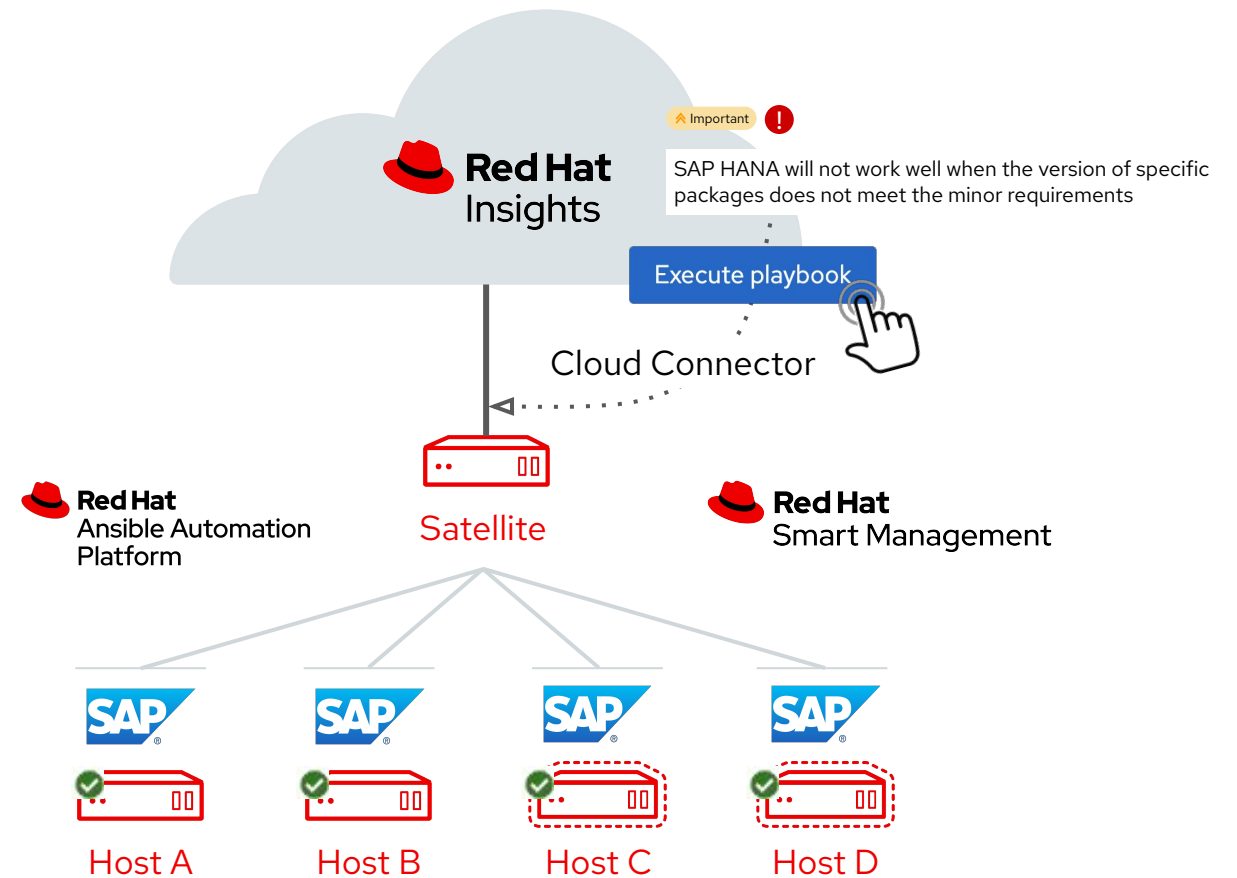 Important
!
Red Hat
Insights
SAP HANA will not work well when the version of specific
packages does not meet the minor requirements
Execute playbook
Cloud Connector
Red Hat
Ansible Automation
Platform
Satellite
Red Hat
Smart Management
SAP ®
SAP ®
SAP ®
SAP ®
Host A
Host B
Host C
Host D